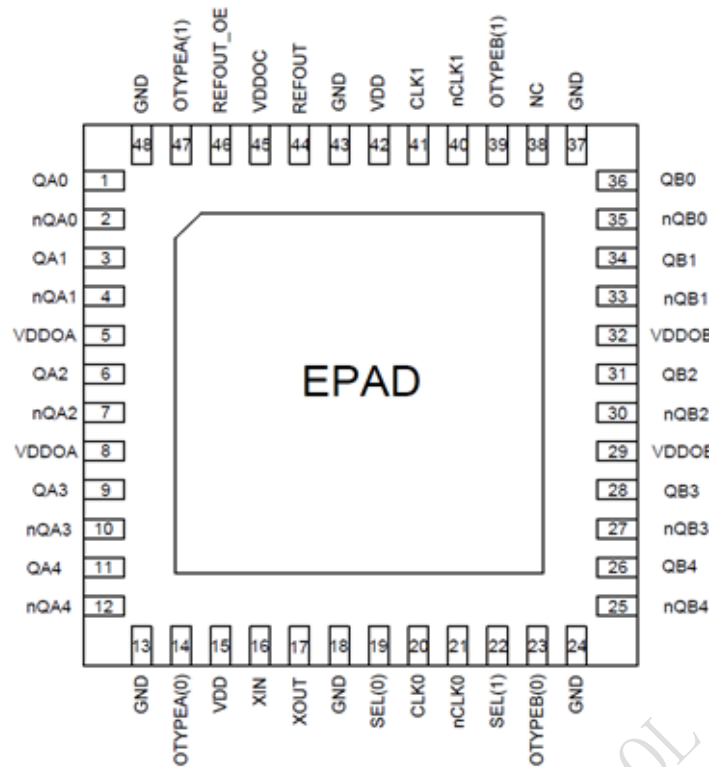 GND
OTYPEA(1)
REFOUT_OE
VDDOC
REFOUT
GND
VDD
CLK1
nCLK1
OTYPEB(1)
NC
GND
48 47 46 45 44 43 42 41 40 39 38 37
QA0 1 36 QB0
nQA0 2 35 nQB0
QA1 3 34 QB1
nQA1 4 33 nQB1
VDDOA 5 32 VDDOB
QA2 6 31 QB2
EPAD
nQA2 7 30 nQB2
VDDOA 8 29 VDDOB
QA3 9 28 QB3
nQA3 10 27 nQB3
QA4 11 26 QB4
nQA4 12 25 nQB4
13 14 15 16 17 18 19 20 21 22 23 24
GND
OTYPEA(0)
VDD
XIN
XOUT
GND
SEL(0)
CLK0
nCLK0
SEL(1)
OTYPEB(0)
GND